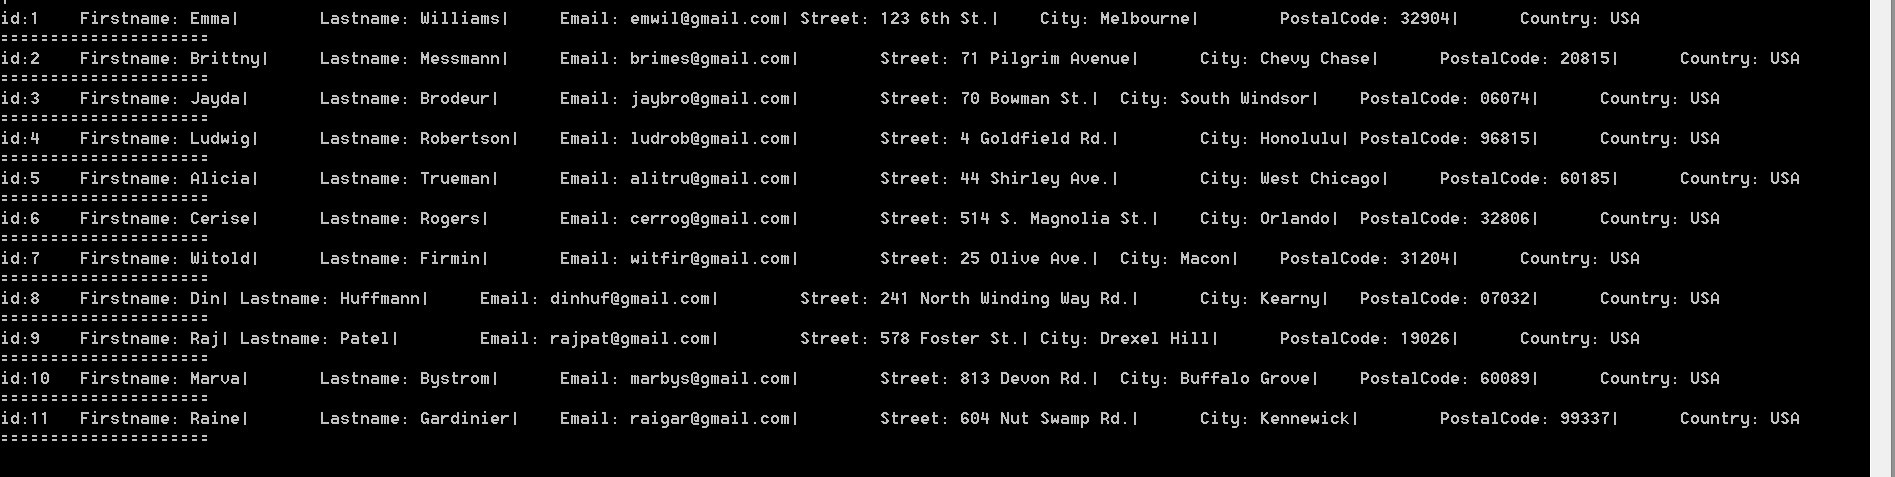 id:1 Firstname: Emma| Lastname: Williams| Email: emwil@gmail.com| Street: 123 6th St.| City: Melbourne| PostalCode: 32904| Country: USA
=====================
id:2 Firstname: Brittny| Lastname: Messmann| Email: brimes@gmail.com| Street: 71 Pilgrim Avenue| City: Chevy Chase| PostalCode: 20815| Country: USA
=====================
id:3 Firstname: Jayda| Lastname: Brodeur| Email: jaybro@gmail.com| Street: 70 Bowman St.| City: South Windsor| PostalCode: 06074| Country: USA
=====================
id:4 Firstname: Ludwig| Lastname: Robertson| Email: ludrob@gmail.com| Street: 4 Goldfield Rd.| City: Honolulu| PostalCode: 96815| Country: USA
=====================
id:5 Firstname: Alicia| Lastname: Trueman| Email: alitru@gmail.com| Street: 44 Shirley Ave.| City: West Chicago| PostalCode: 60185| Country: USA
=====================
id:6 Firstname: Cerise| Lastname: Rogers| Email: cerrog@gmail.com| Street: 514 S. Magnolia St.| City: Orlando| PostalCode: 32806| Country: USA
=====================
id:7 Firstname: Witold| Lastname: Firmin| Email: witfir@gmail.com| Street: 25 Olive Ave.| City: Macon| PostalCode: 31204| Country: USA
=====================
id:8 Firstname: Din| Lastname: Huffmann| Email: dinhuf@gmail.com| Street: 241 North Winding Way Rd.| City: Kearny| PostalCode: 07032| Country: USA
=====================
id:9 Firstname: Raj| Lastname: Patel| Email: rajpat@gmail.com| Street: 578 Foster St.| City: Drexel Hill| PostalCode: 19026| Country: USA
=====================
id:10 Firstname: Marva| Lastname: Bystrom| Email: marbys@gmail.com| Street: 813 Devon Rd.| City: Buffalo Grove| PostalCode: 60089| Country: USA
=====================
id:11 Firstname: Raine| Lastname: Gardinier| Email: raigar@gmail.com| Street: 604 Nut Swamp Rd.| City: Kennewick| PostalCode: 99337| Country: USA
=====================